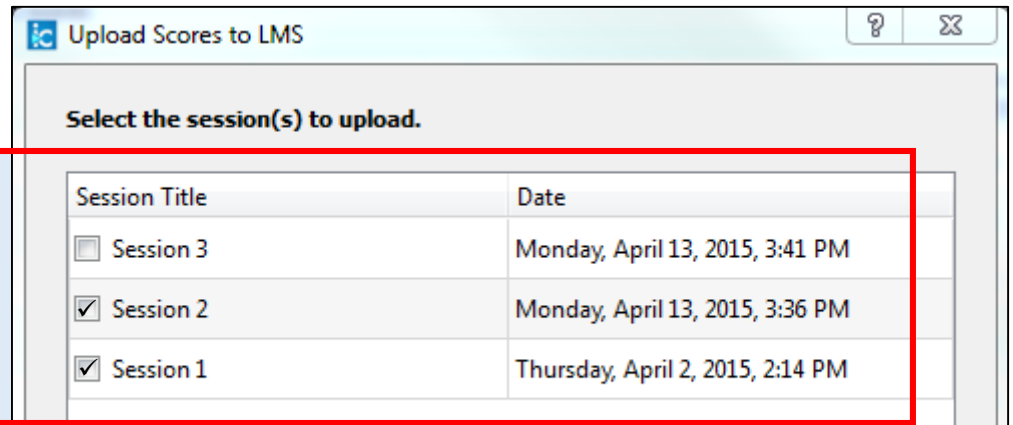 ic Upload Scores to LMS
Select the session(s) to upload.
Session Title Date
Session 3 Monday, April 13, 2015, 3:41 PM
Session 2 Monday, April 13, 2015, 3:36 PM
Session 1 Thursday, April 2, 2015, 2:14 PM